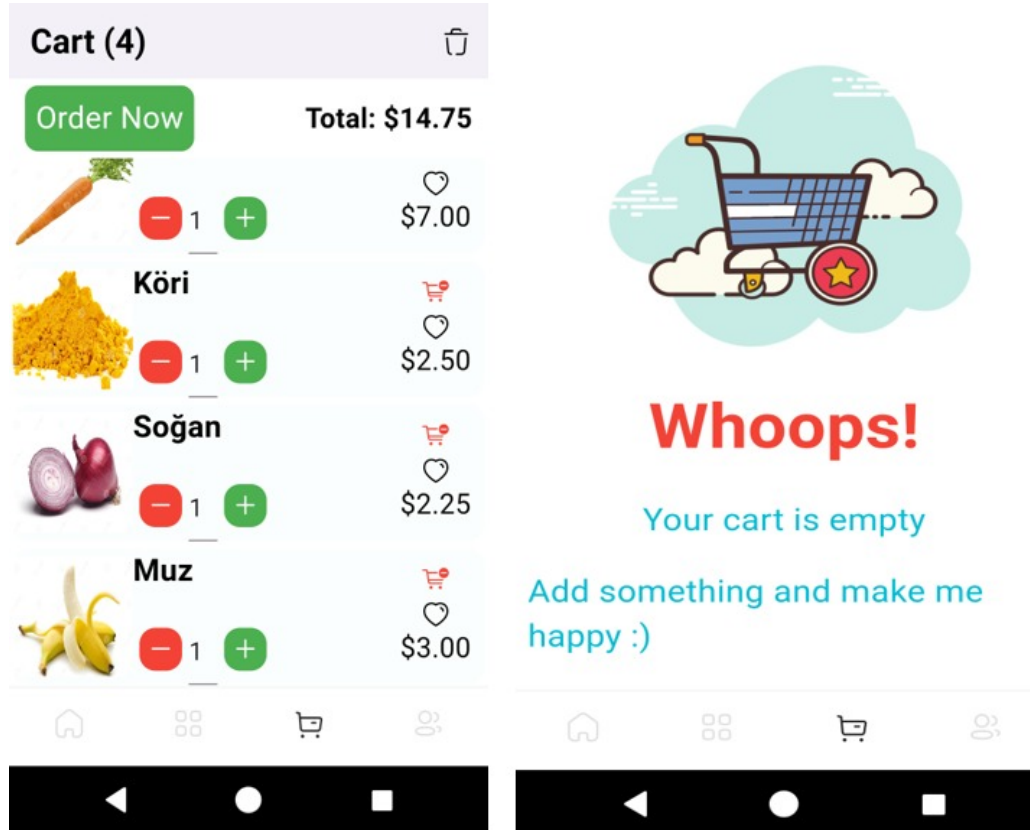 Cart (4)
Order Now
Total: $14.75
1
$7.00
Köri
1
$2.50
Soğan
1
$2.25
Muz
1
$3.00
Whoops!
Your cart is empty
Add something and make me
happy :)